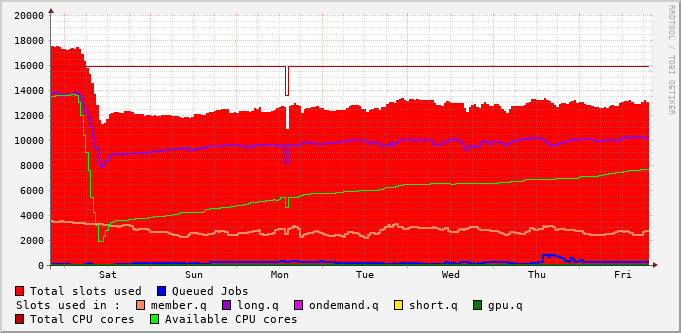 20000
18000
16000
14000
12000
10000
8000
6000
4000
2000
0
Sat Sun Mon Tue Wed Thu Fri
RRDTOOL / TOBI OETIKER
Total slots used Queued Jobs
Slots used in : member.q long.q ondemand.q short.q gpu.q
Total CPU cores Available CPU cores